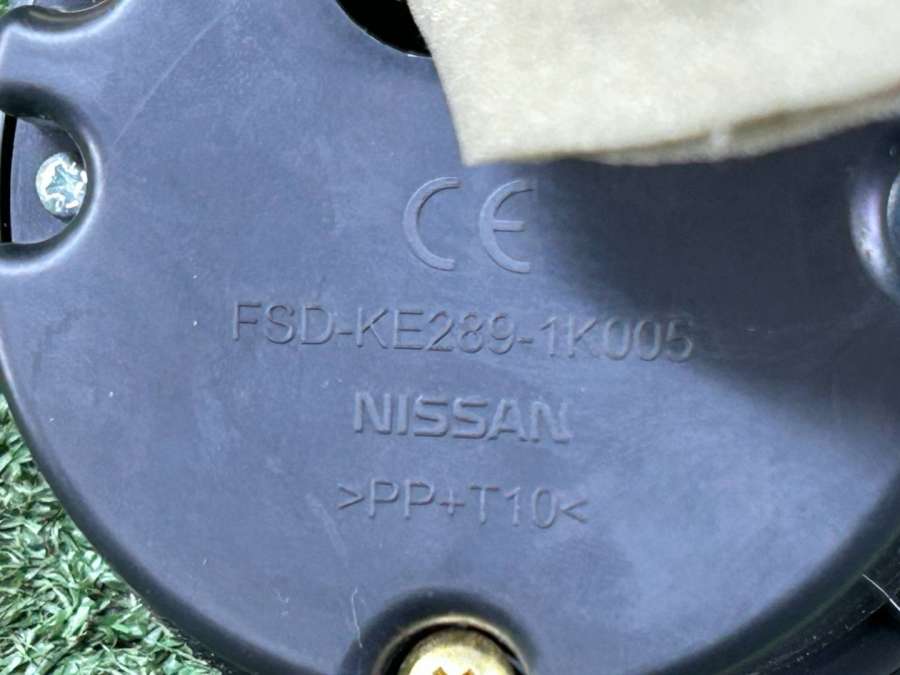 CE
FSD-KE289-1K005
NISSAN
>PP+T10<